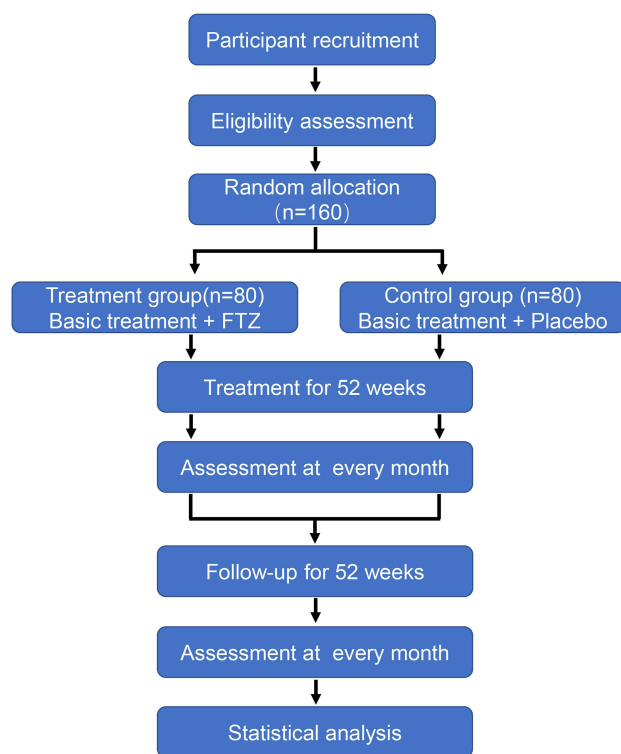 Participant recruitment
Eligibility assessment
Random allocation
（n=160）
Treatment group(n=80)
Basic treatment + FTZ
Control group (n=80)
Basic treatment + Placebo
Treatment for 52 weeks
Assessment at every month
Follow-up for 52 weeks
Assessment at every month
Statistical analysis